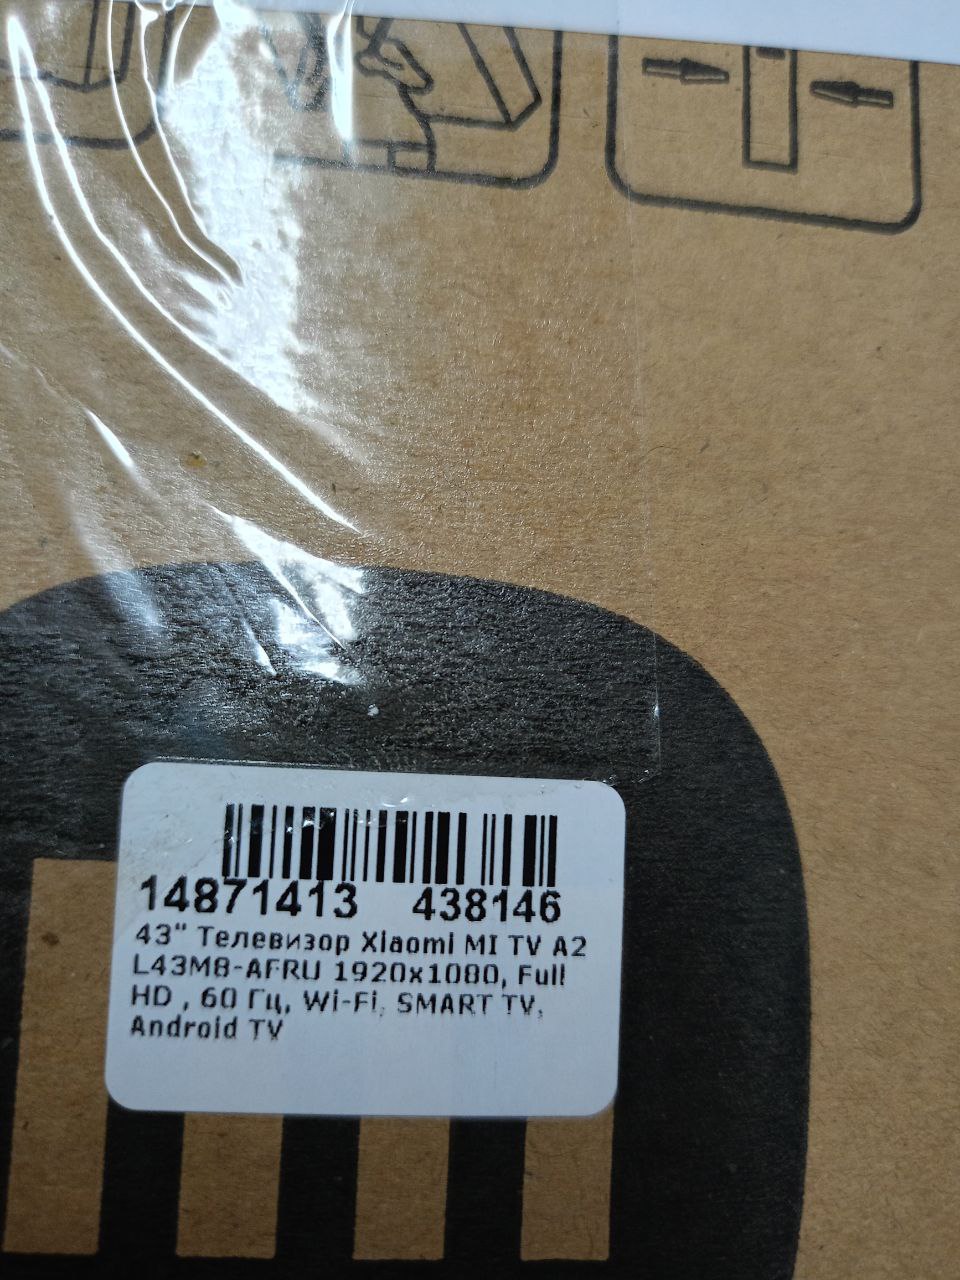 14871413 438146
43" Телевизор Xiaomi MI TV A2
L43M8-AFRU 1920x1080, Full
HD , 60 Гц, Wi-Fi, SMART TV,
Android TV